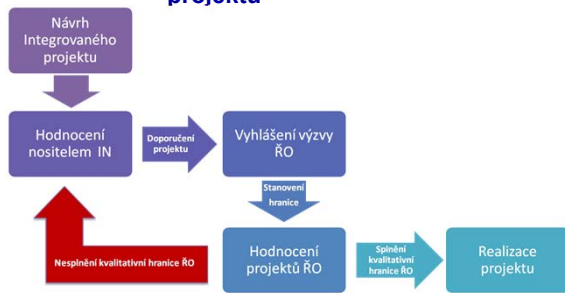 projektu
Návrh
Integrovaného
projektu
Hodnocení
nositelem IN
Doporučení
projektu
Vyhlášení výzvy
ŘO
Stanovení
hranice
Nesplnění kvalitativní hranice ŘO
Hodnocení
projektů ŘO
Splnění
kvalitativní
hranice ŘO
Realizace
projektu